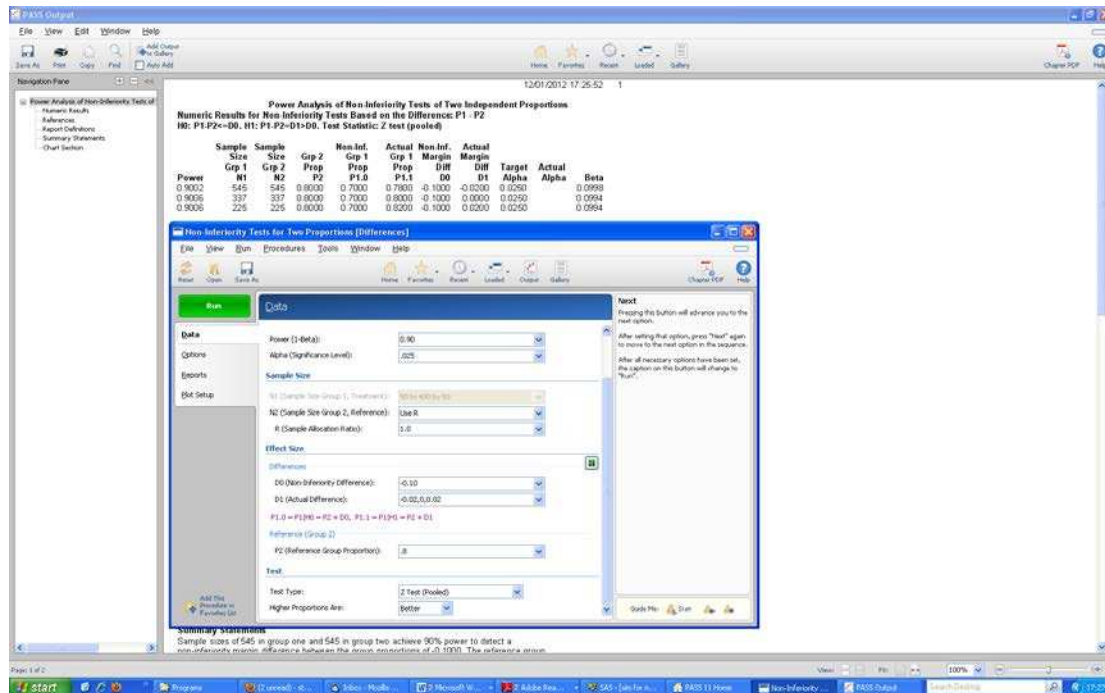 PASS Output
File View Edit Window Help
Save As Print Copy Find Add Output to Gallery Auto Add Home Favorites Recent Loaded Gallery Chapter PDF Help
Navigation Pane
12/01/2012 17:25:52 1
Power Analysis of Non-Inferiority Tests of
Numeric Results
References
Report Definitions
Summary Statements
Chart Section
Power Analysis of Non-Inferiority Tests of Two Independent Proportions
Numeric Results for Non-Inferiority Tests Based on the Difference: P1 - P2
H0: P1-P2<=D0. H1: P1-P2=D1>D0. Test Statistic: Z test (pooled)
Sample Sample Non-Inf. Actual Non-Inf. Actual
Size Size Grp 2 Grp 1 Grp 1 Margin Margin
Grp 1 Grp 2 Prop Prop Prop Diff Diff Target Actual
Power N1 N2 P2 P1.0 P1.1 D0 D1 Alpha Alpha Beta
0.9002 545 545 0.8000 0.7000 0.7800 -0.1000 -0.0200 0.0250 0.0998
0.9006 337 337 0.8000 0.7000 0.8000 -0.1000 0.0000 0.0250 0.0994
0.9006 225 225 0.8000 0.7000 0.8200 -0.1000 0.0200 0.0250 0.0994
Non-Inferiority Tests for Two Proportions [Differences]
File View Run Procedures Tools Window Help
Reset Open Save As Home Favorites Recent Loaded Output Gallery Chapter PDF Help
Run
Data
Options
Reports
Plot Setup
Add This Procedure to Favorites List
Data
Power (1-Beta): 0.90
Alpha (Significance Level): .025
Sample Size
N1 (Sample Size Group 1, Treatment):
N2 (Sample Size Group 2, Reference): Use R
R (Sample Allocation Ratio): 1.0
Effect Size
Differences
D0 (Non-Inferiority Difference): -0.10
D1 (Actual Difference): -0.02,0,0.02
P1.0 = P1|H0 = P2 + D0, P1.1 = P1|H1 = P2 + D1
Reference (Group 2)
P2 (Reference Group Proportion): .8
Test
Test Type: Z Test (Pooled)
Higher Proportions Are: Better
Next
Pressing this button will advance you to the
next option.
After setting that option, press "Next" again
to move to the next option in the sequence.
After all necessary options have been set,
the caption on this button will change to
"Run".
Guide Me: Start
Summary Statements
Sample sizes of 545 in group one and 545 in group two achieve 90% power to detect a
non-inferiority margin difference between the group proportions of -0.1000. The reference group
Page: 1 of 2 View: Fit: 100%
start Programs Inbox - 2 Microsoft W... 2 Adobe Rea... SAS - PASS 11 Home Non-Inferiority ... PASS Output Search Desktop